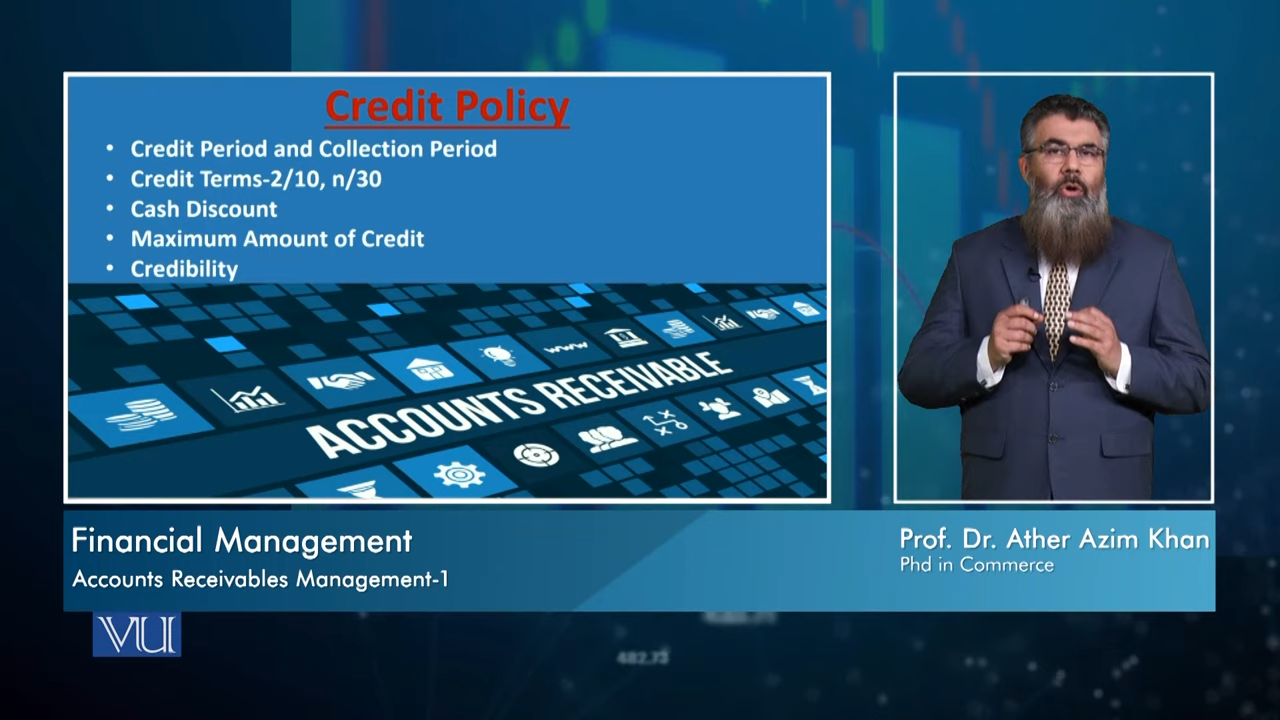 Credit Policy
• Credit Period and Collection Period
• Credit Terms-2/10, n/30
• Cash Discount
• Maximum Amount of Credit
• Credibility
www
ACCOUNTS RECEIVABLE
Financial Management
Accounts Receivables Management-1
Prof. Dr. Ather Azim Khan
Phd in Commerce
VU
482.73